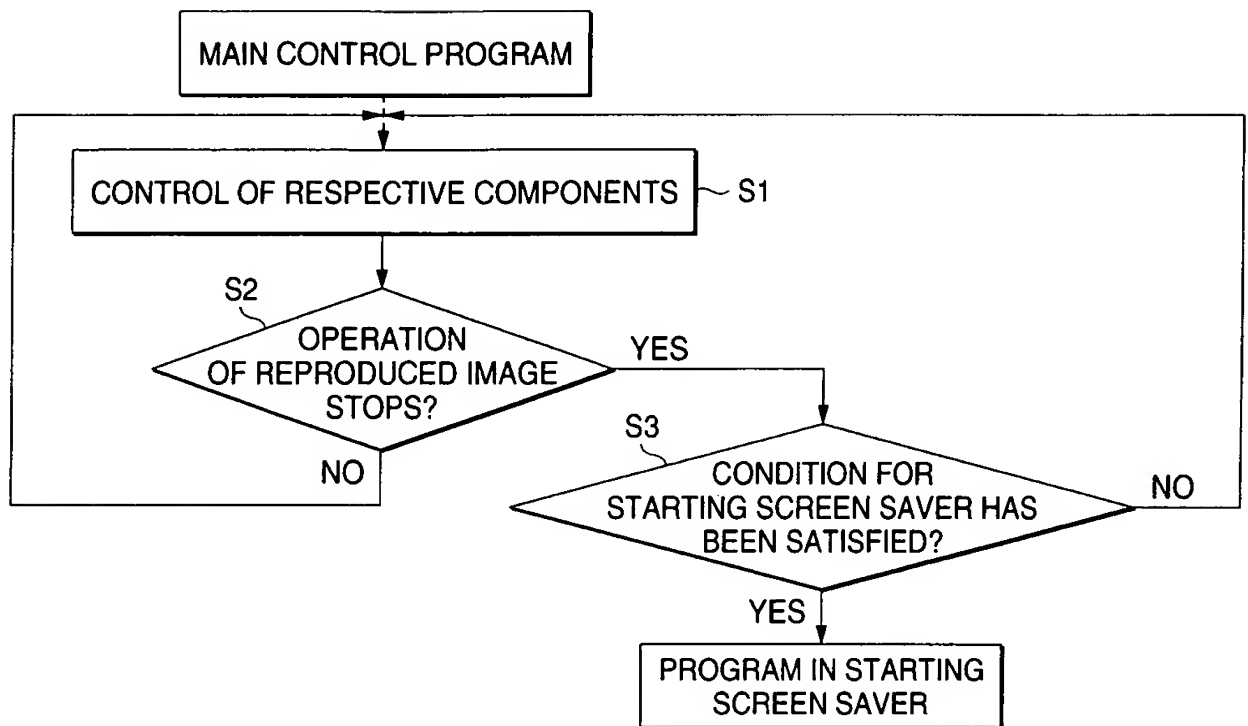 MAIN CONTROL PROGRAM
CONTROL OF RESPECTIVE COMPONENTS
S1
S2
OPERATION
OF REPRODUCED IMAGE
STOPS?
YES
NO
S3
CONDITION FOR
STARTING SCREEN SAVER HAS
BEEN SATISFIED?
NO
YES
PROGRAM IN STARTING
SCREEN SAVER